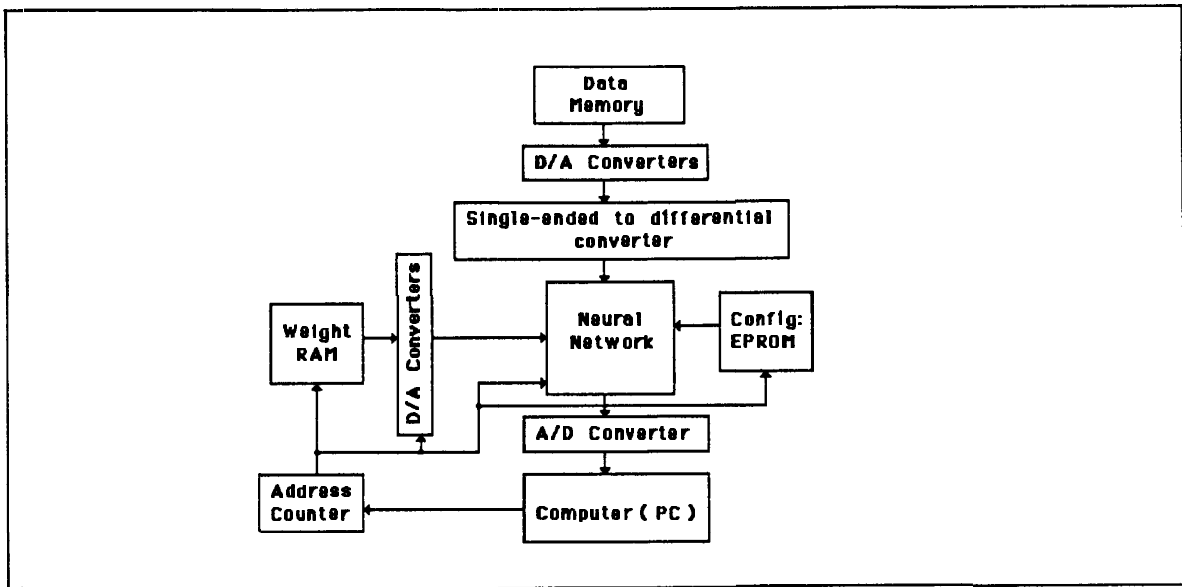 Data
Memory
D/A Converters
Single-ended to differential
converter
D/A Converters
Weight
RAM
Neural
Network
Config:
EPROM
A/D Converter
Address
Counter
Computer ( PC )